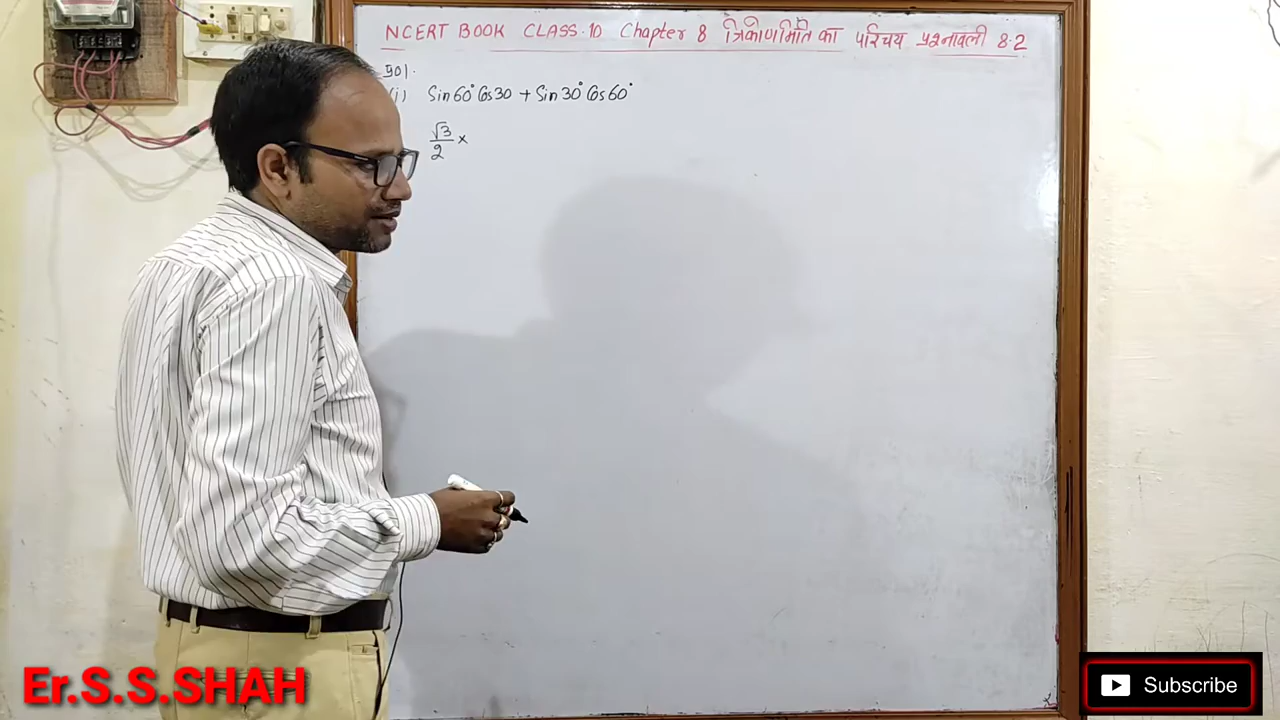 NCERT BOOK CLASS.10 Chapter 8 त्रिकोणमिति का परिचय प्रश्नावली 8.2
प्र01.
(i) Sin60° Cos30 + Sin30° Cos60°
√3/2 ×
Er.S.S.SHAH
Subscribe